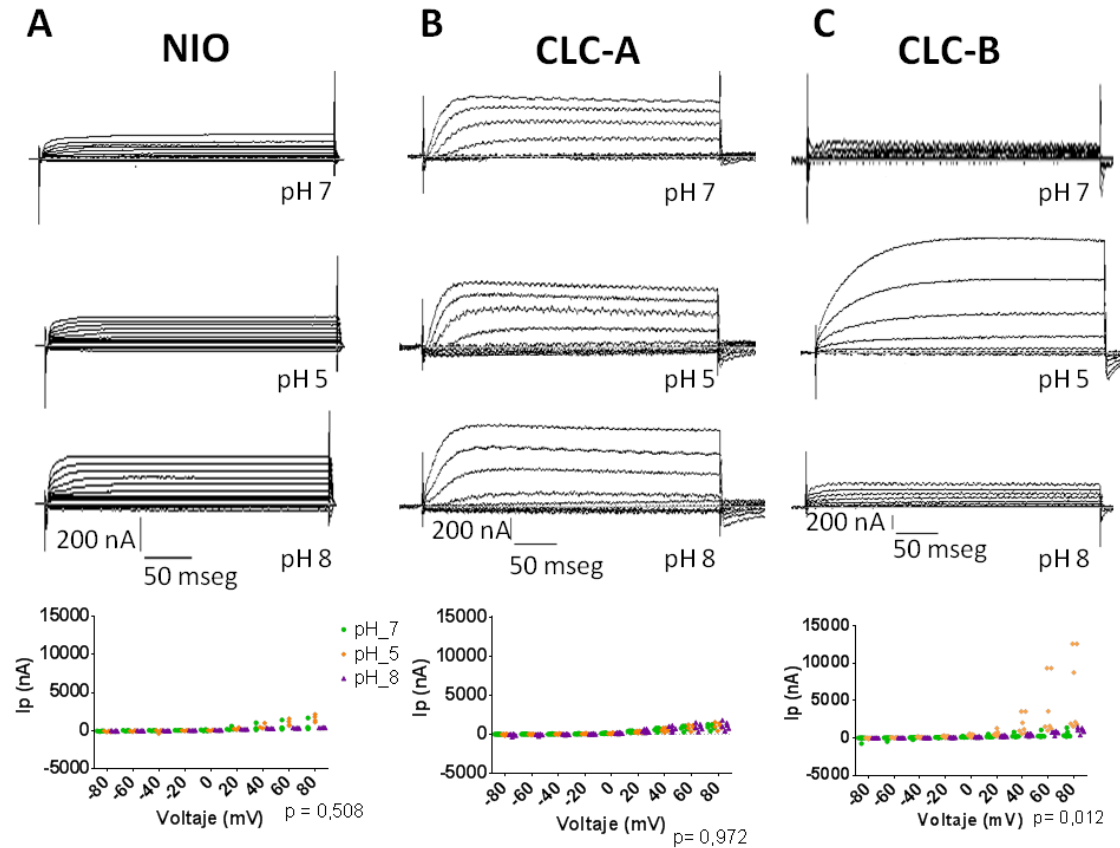 A
NIO
pH 7
pH 5
200 nA
50 mseg
pH 8
15000
10000
5000
0
-5000
Ip (nA)
-80
-60
-40
-20
0
20
40
60
80
Voltaje (mV)
p = 0,508
pH_7
pH_5
pH_8
B
CLC-A
pH 7
pH 5
200 nA
50 mseg
pH 8
15000
10000
5000
0
-5000
Ip (nA)
-80
-60
-40
-20
0
20
40
60
80
Voltaje (mV)
p= 0,972
C
CLC-B
pH 7
pH 5
200 nA
50 mseg
pH 8
15000
10000
5000
0
-5000
Ip (nA)
-80
-60
-40
-20
0
20
40
60
80
Voltaje (mV)
p= 0,012